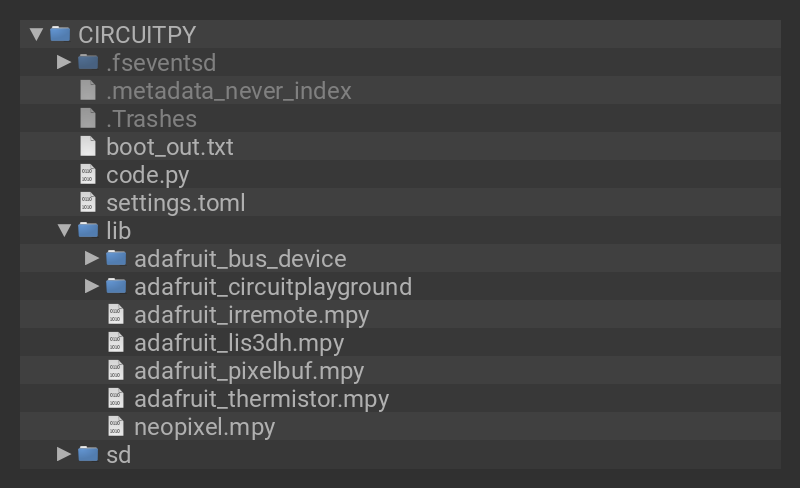 CIRCUITPY
.fseventsd
.metadata_never_index
.Trashes
boot_out.txt
code.py
settings.toml
lib
adafruit_bus_device
adafruit_circuitplayground
adafruit_irremote.mpy
adafruit_lis3dh.mpy
adafruit_pixelbuf.mpy
adafruit_thermistor.mpy
neopixel.mpy
sd